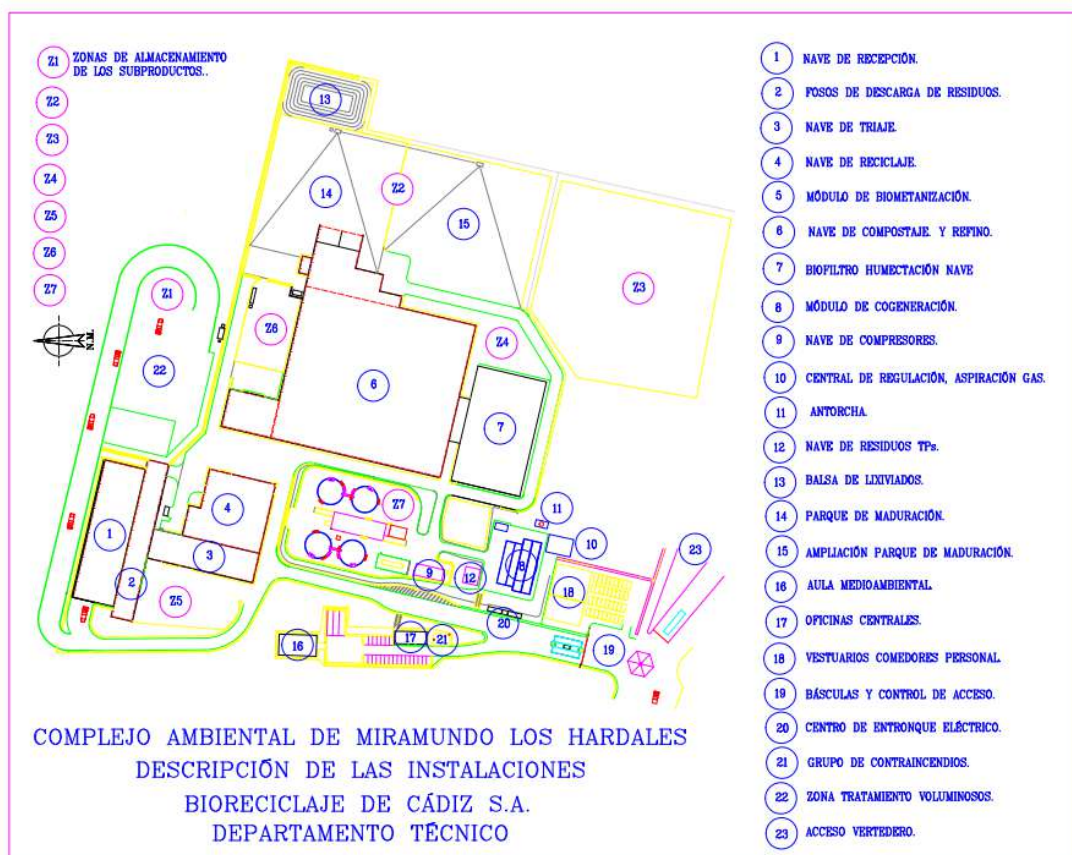 Z1 ZONAS DE ALMACENAMIENTO
DE LOS SUBPRODUCTOS..
Z2
Z3
Z4
Z5
Z6
Z7
N.M.
13
14
Z2
15
Z3
Z1
22
Z6
6
Z4
7
1
2
4
3
Z5
Z7
9
12
8
11
10
18
23
16
17
21
20
19
1 NAVE DE RECEPCIÓN.
2 FOSOS DE DESCARGA DE RESIDUOS.
3 NAVE DE TRIAJE.
4 NAVE DE RECICLAJE.
5 MÓDULO DE BIOMETANIZACIÓN.
6 NAVE DE COMPOSTAJE. Y REFINO.
7 BIOFILTRO HUMECTACIÓN NAVE
8 MÓDULO DE COGENERACIÓN.
9 NAVE DE COMPRESORES.
10 CENTRAL DE REGULACIÓN, ASPIRACIÓN GAS.
11 ANTORCHA.
12 NAVE DE RESIDUOS TPs.
13 BALSA DE LIXIVIADOS.
14 PARQUE DE MADURACIÓN.
15 AMPLIACIÓN PARQUE DE MADURACIÓN.
16 AULA MEDIOAMBIENTAL
17 OFICINAS CENTRALES.
18 VESTUARIOS COMEDORES PERSONAL
19 BÁSCULAS Y CONTROL DE ACCESO.
20 CENTRO DE ENTRONQUE ELÉCTRICO.
21 GRUPO DE CONTRAINCENDIOS.
22 ZONA TRATAMIENTO VOLUMINOSOS.
23 ACCESO VERTEDERO.
COMPLEJO AMBIENTAL DE MIRAMUNDO LOS HARDALES
DESCRIPCIÓN DE LAS INSTALACIONES
BIORECICLAJE DE CÁDIZ S.A.
DEPARTAMENTO TÉCNICO